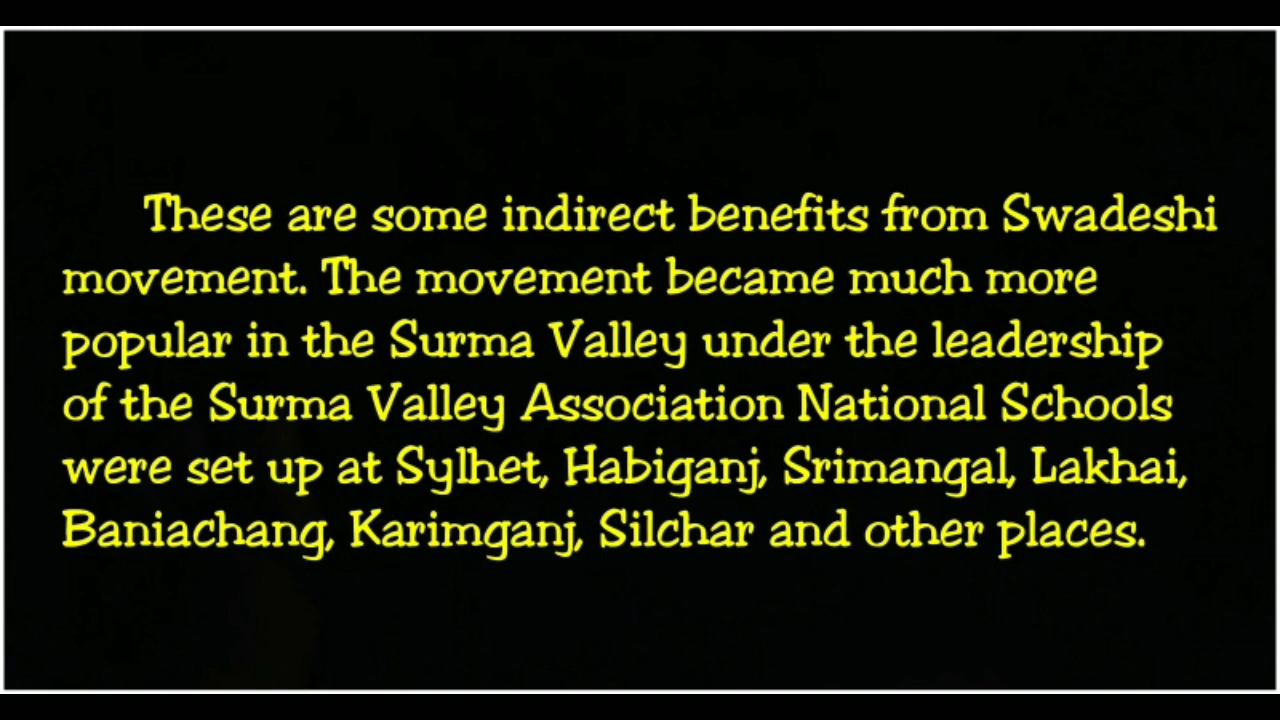 These are some indirect benefits from Swadeshi
movement. The movement became much more
popular in the Surma Valley under the leadership
of the Surma Valley Association National Schools
were set up at Sylhet, Habiganj, Srimangal, Lakhai,
Baniachang, Karimganj, Silchar and other places.